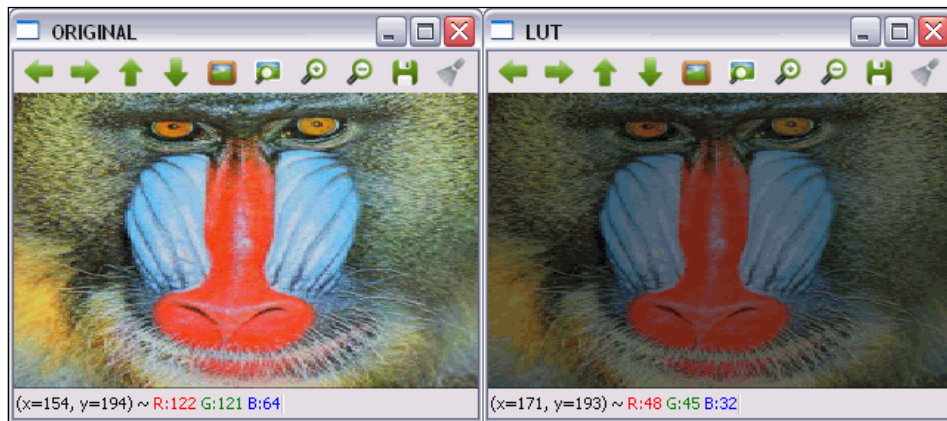 ORIGINAL
LUT
(x=154, y=194) ~ R:122 G:121 B:64
(x=171, y=193) ~ R:48 G:45 B:32